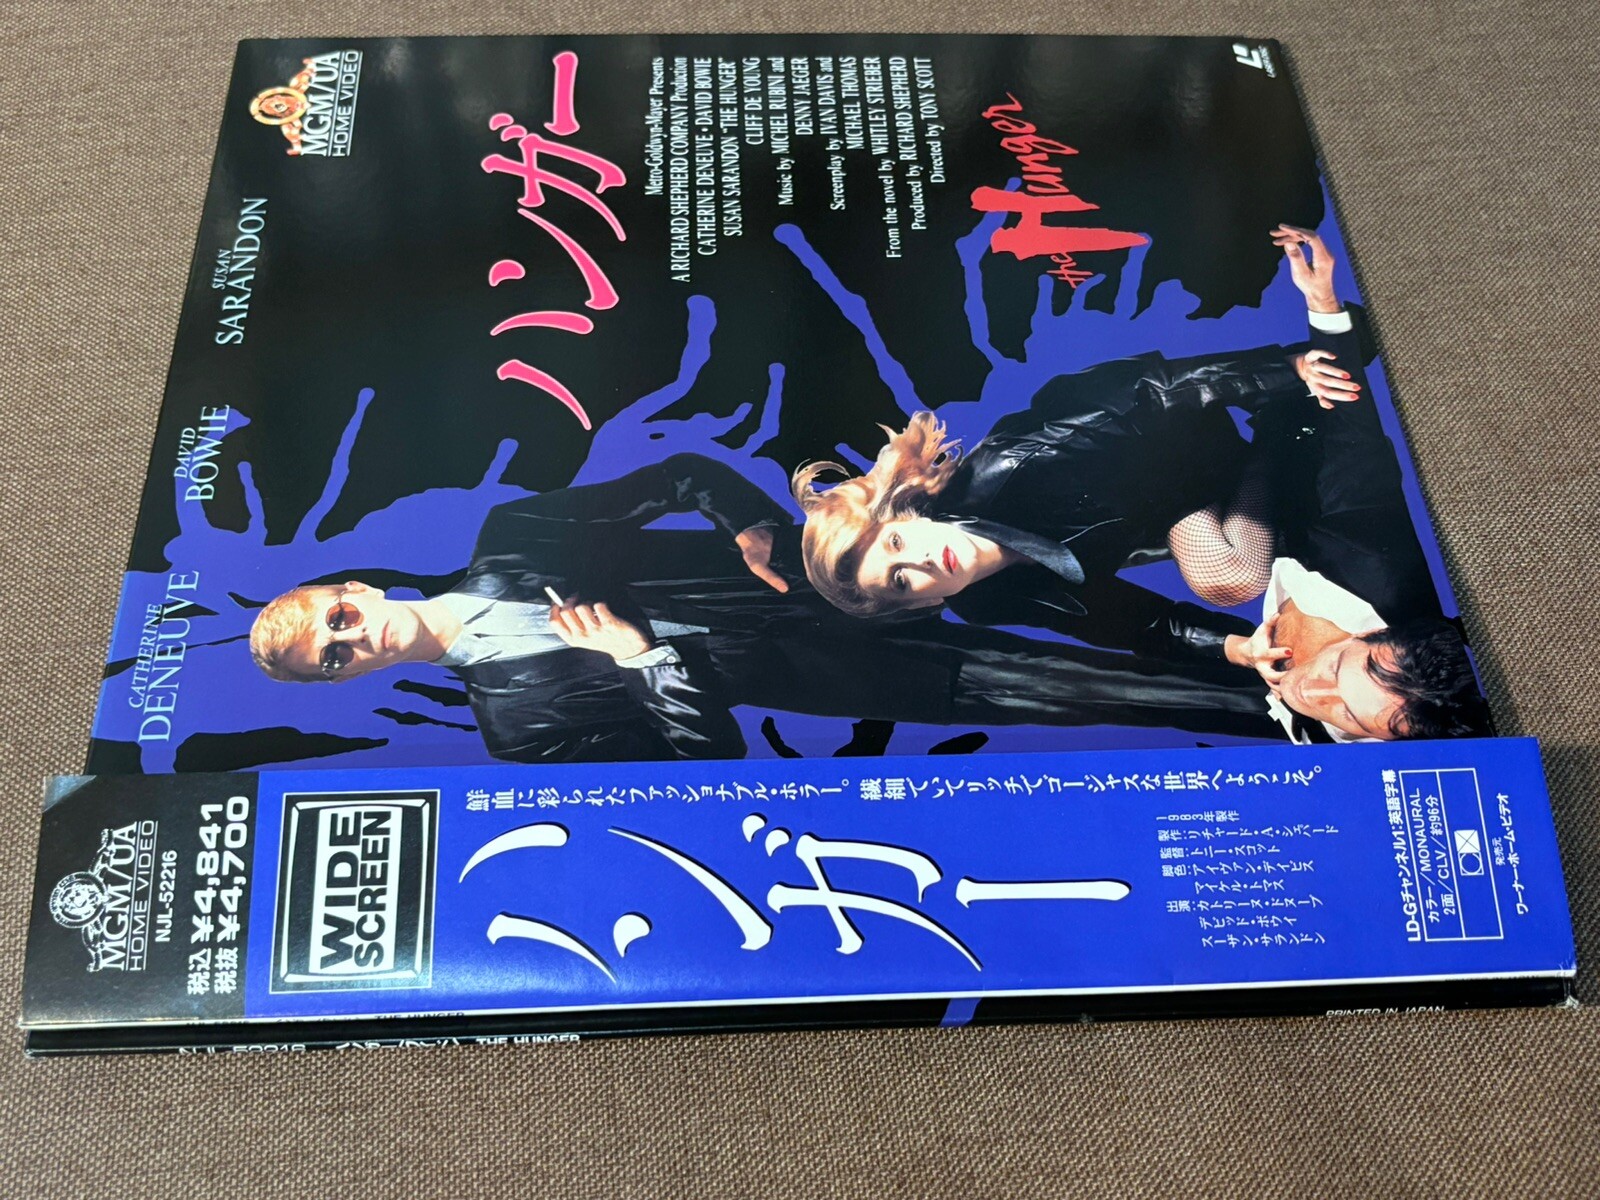 MGM/UA
HOME VIDEO
CATHERINE
DENEUVE
DAVID
BOWIE
SUSAN
SARANDON
ハンガー
Metro-Goldwyn-Mayer Presents
A RICHARD SHEPHERD COMPANY Production
CATHERINE DENEUVE・DAVID BOWIE
SUSAN SARANDON "THE HUNGER"
CLIFF DE YOUNG
Music by MICHEL RUBINI and
DENNY JAEGER
Screenplay by IVAN DAVIS and
MICHAEL THOMAS
From the novel by WHITLEY STRIEBER
Produced by RICHARD SHEPHERD
Directed by TONY SCOTT
the Hunger
LASERDISC
MGM/UA
HOME VIDEO
NJL-52216
税込¥4,841
税抜¥4,700
WIDE
SCREEN
鮮血に彩られたファッショナブル・ホラー。繊細でいてリッチでゴージャスな世界へようこそ。
ハンガー
1983年製作
製作:リチャード・A・シェパード
監督:トニー・スコット
脚色:アイヴァン・デイビス
マイケル・トマス
出演:カトリーヌ・ドヌーブ
デビッド・ボウイ
スーザン・サランドン
LD-Gチャンネル1:英語字幕
カラー/MONAURAL
2面/CLV/約96分
発売元
ワーナー・ホーム・ビデオ
THE HUNGER
THE HUNGER
PRINTED IN JAPAN